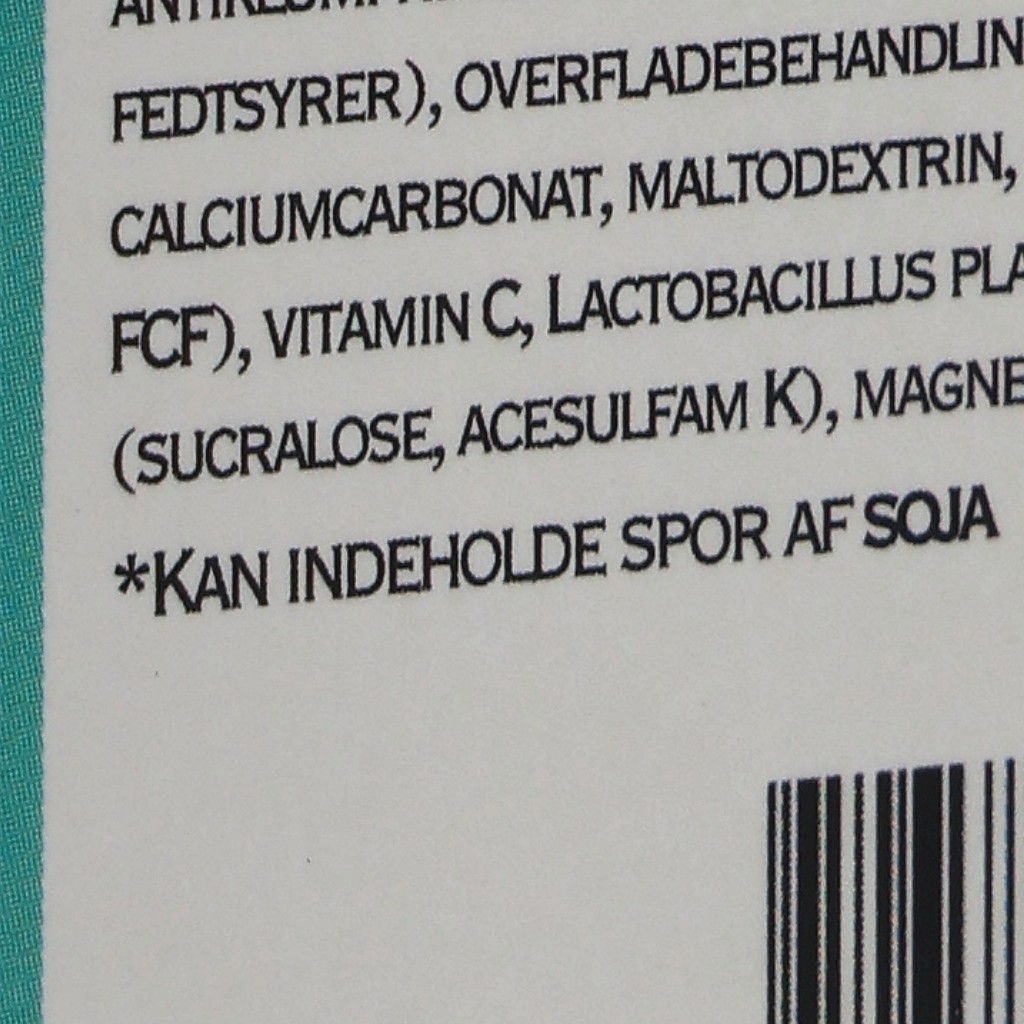 FEDTSYRER), OVERFLADEBEHANDLIN
CALCIUMCARBONAT, MALTODEXTRIN,
FCF), VITAMIN C, LACTOBACILLUS PLA
(SUCRALOSE, ACESULFAM K), MAGNE
*KAN INDEHOLDE SPOR AF SOJA